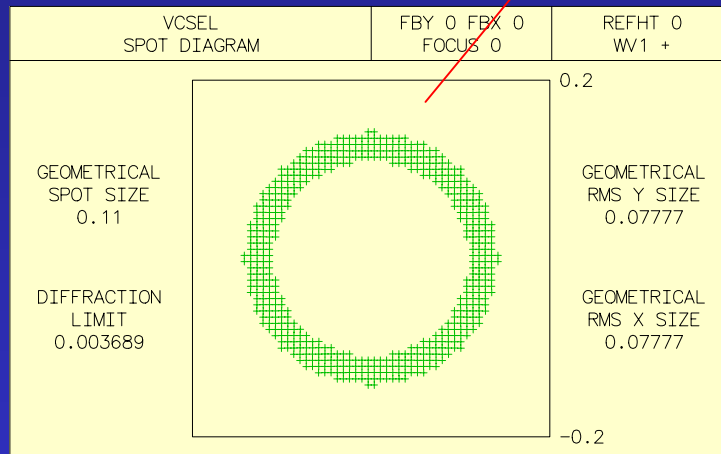 VCSEL
SPOT DIAGRAM
FBY 0 FBX 0
FOCUS 0
REFHT 0
WV1 +
0.2
GEOMETRICAL
SPOT SIZE
0.11
GEOMETRICAL
RMS Y SIZE
0.07777
DIFFRACTION
LIMIT
0.003689
GEOMETRICAL
RMS X SIZE
0.07777
-0.2